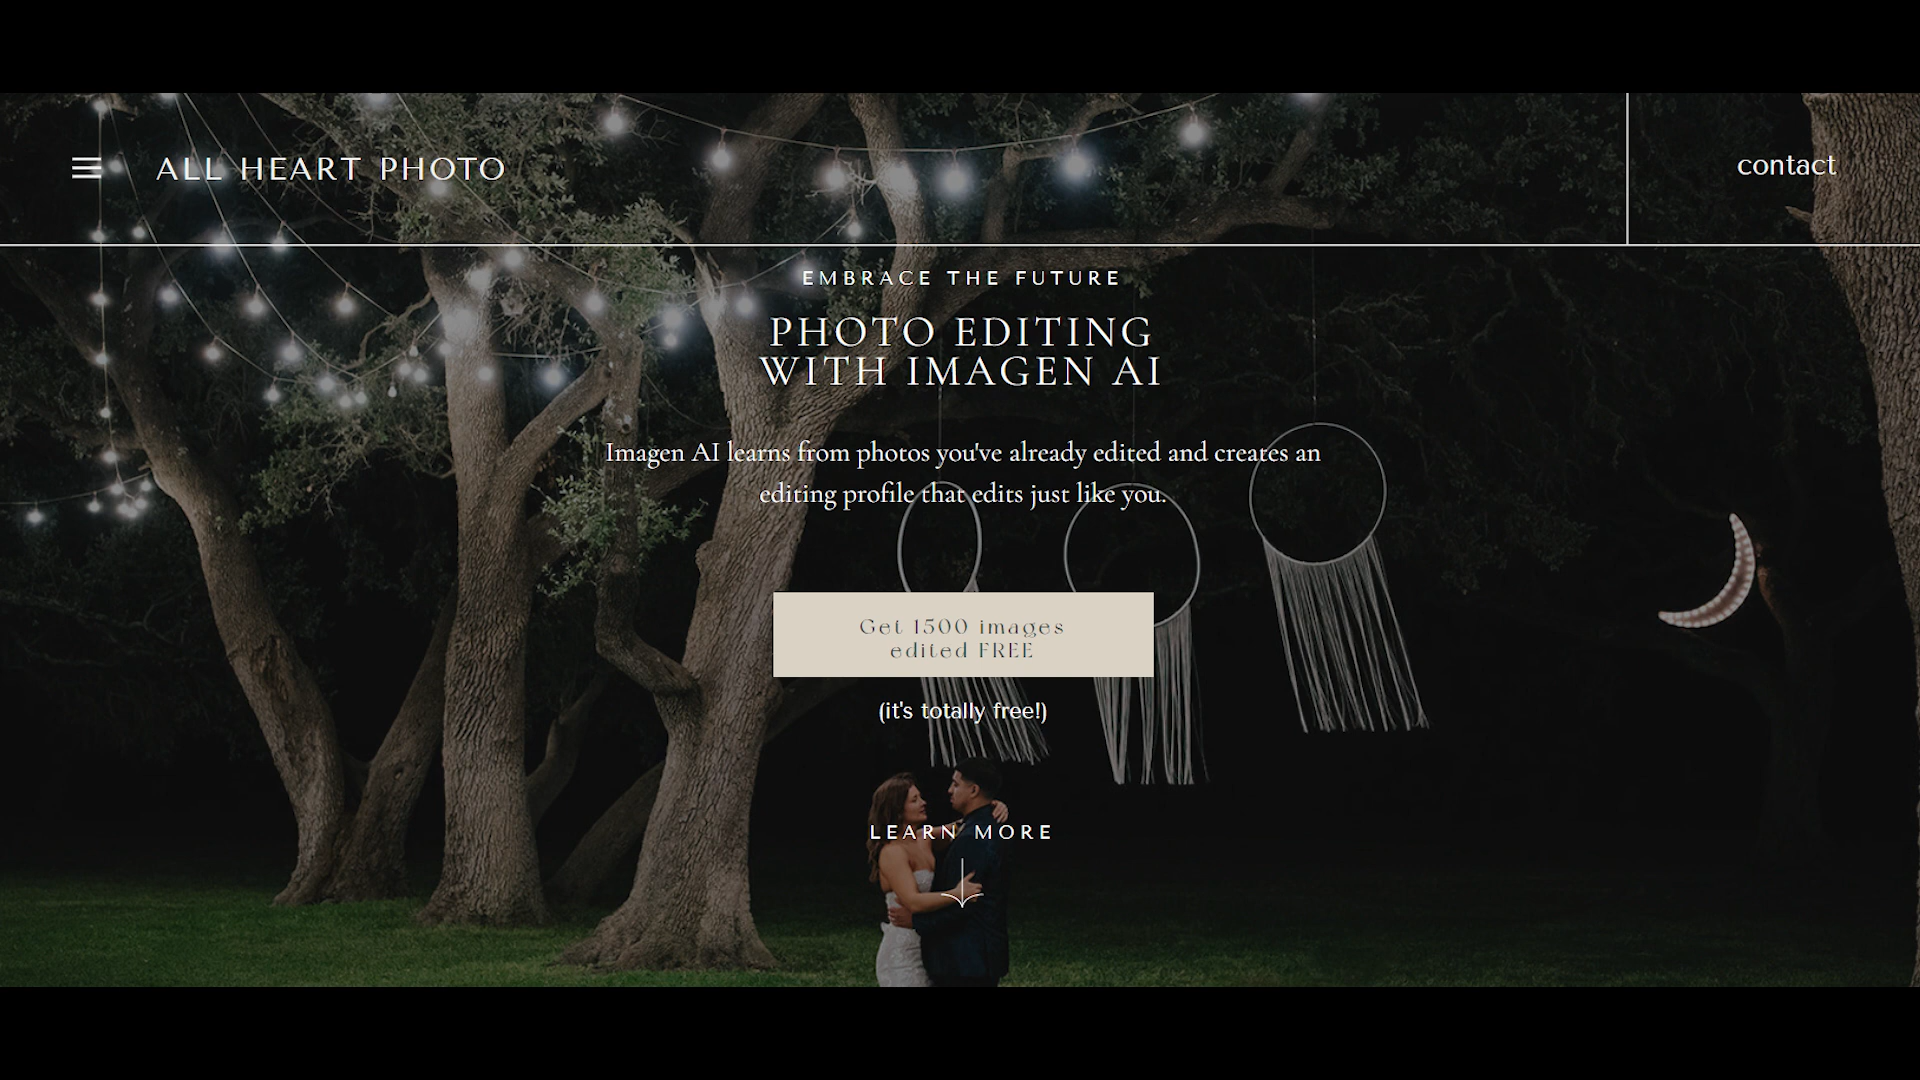 ALL HEART PHOTO
contact
EMBRACE THE FUTURE
PHOTO EDITING
WITH IMAGEN AI
Imagen AI learns from photos you've already edited and creates an
editing profile that edits just like you.
Get 1500 images
edited FREE
(it's totally free!)
LEARN MORE